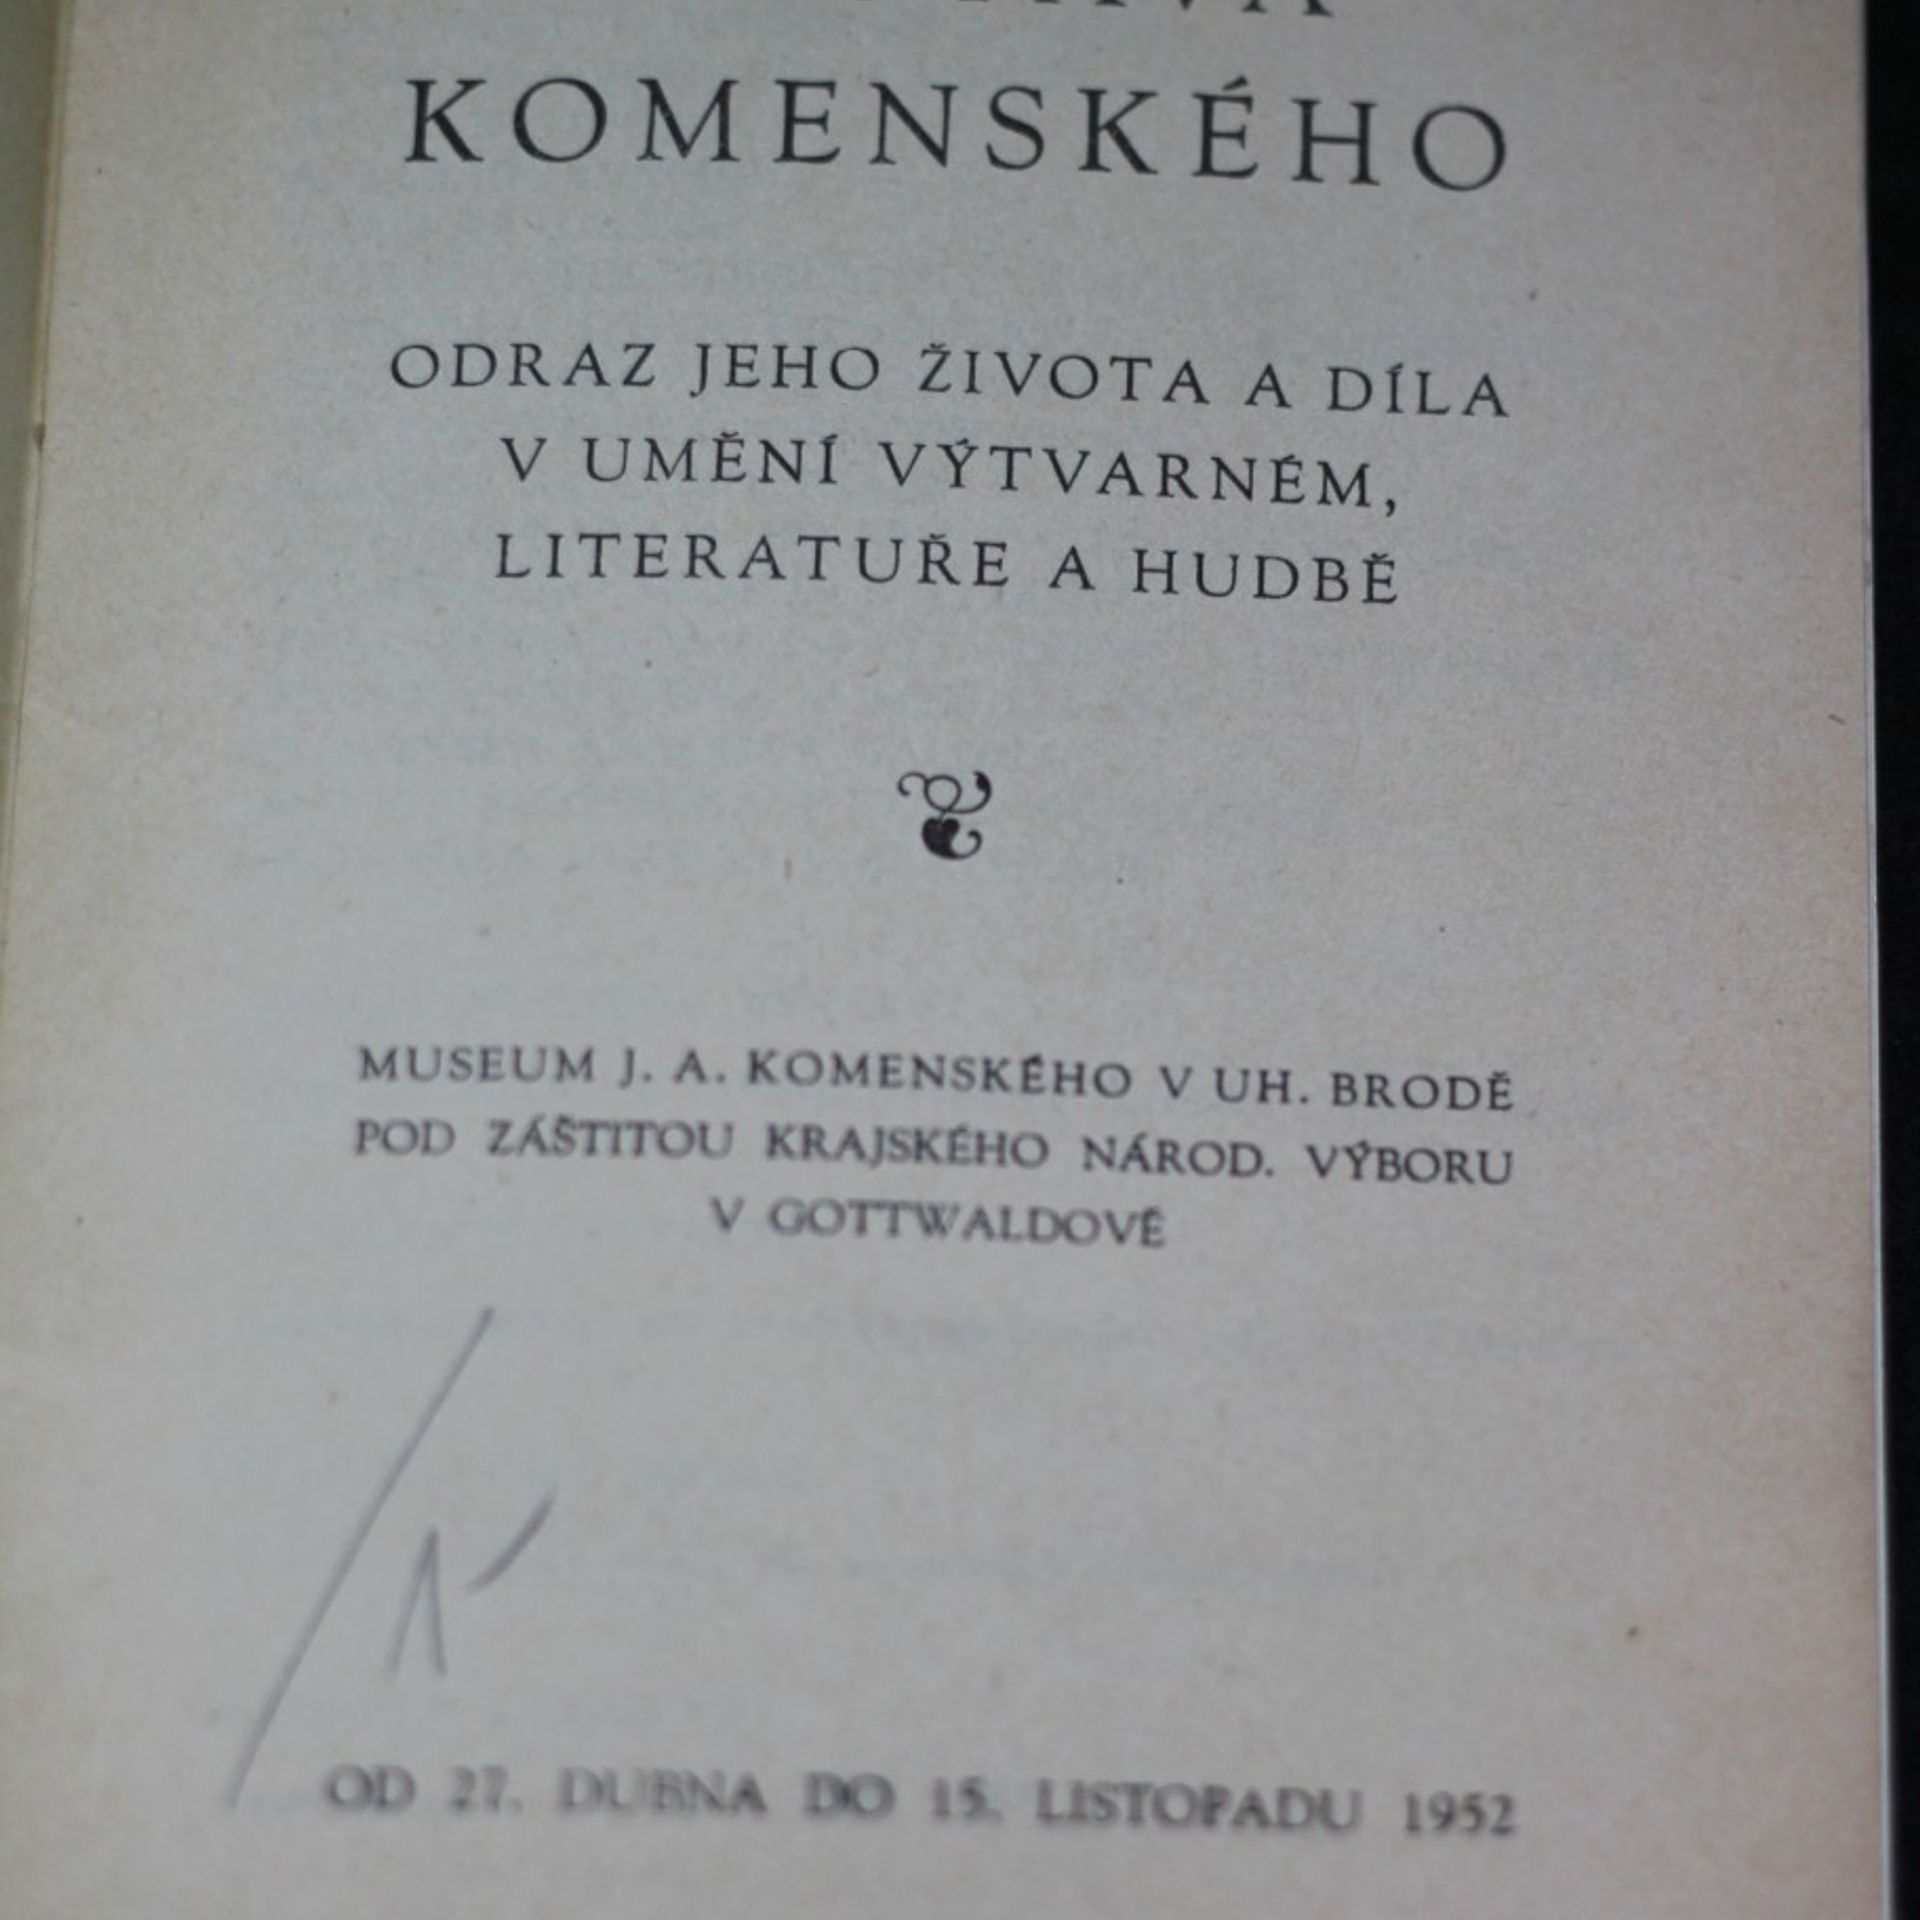 KOMENSKÉHO
ODRAZ JEHO ŽIVOTA A DÍLA
V UMĚNÍ VÝTVARNÉM,
LITERATUŘE A HUDBĚ
MUSEUM J. A. KOMENSKÉHO V UH. BRODĚ
POD ZÁŠTITOU KRAJSKÉHO NÁROD. VÝBORU
V GOTTWALDOVĚ
OD 27. DUBNA DO 15. LISTOPADU 1952